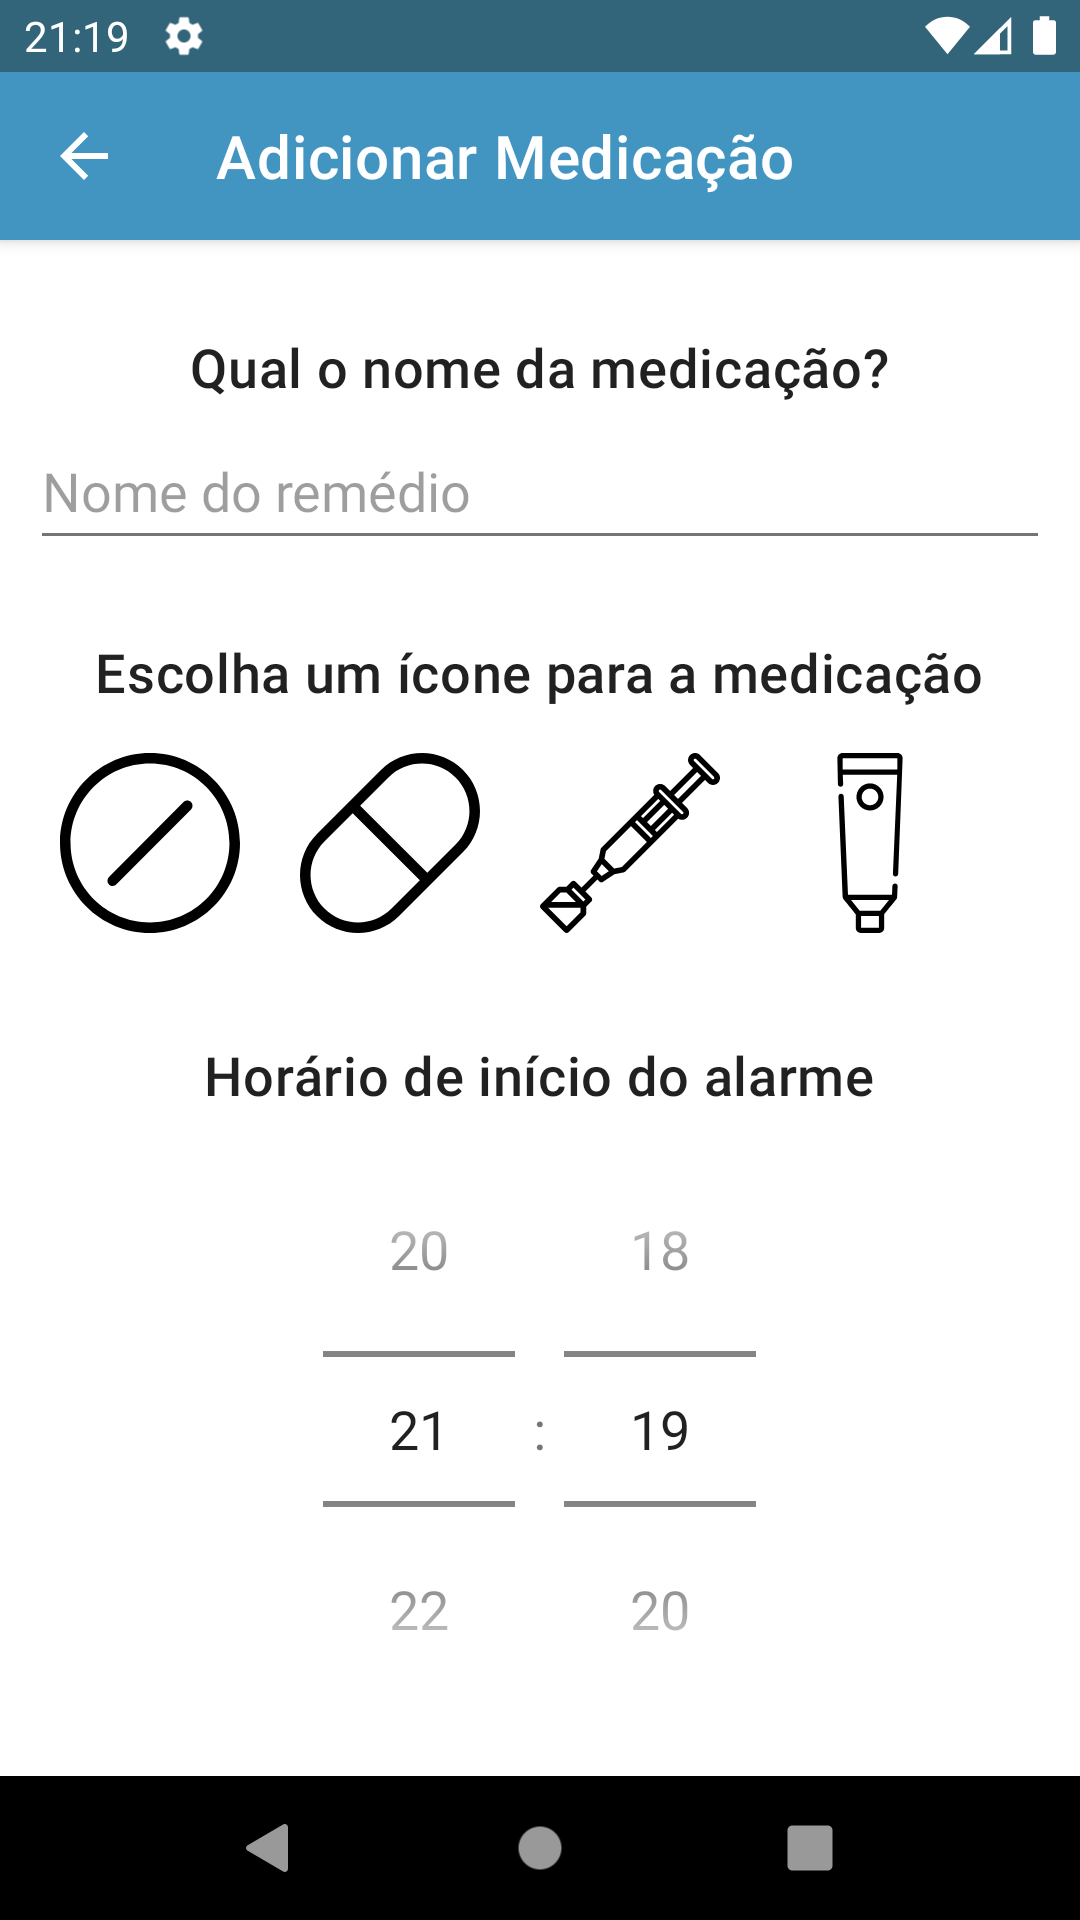 21:19
Adicionar Medicação
Qual o nome da medicação?
Nome do remédio
Escolha um ícone para a medicação
Horário de início do alarme
20 18
21 : 19
22 20